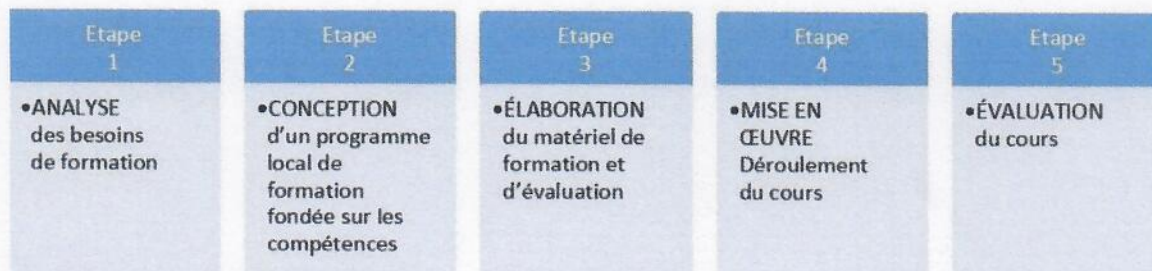 Etape
1
•ANALYSE
des besoins
de formation
Etape
2
•CONCEPTION
d'un programme
local de
formation
fondée sur les
compétences
Etape
3
•ÉLABORATION
du matériel de
formation et
d'évaluation
Etape
4
•MISE EN
ŒUVRE
Déroulement
du cours
Etape
5
•ÉVALUATION
du cours